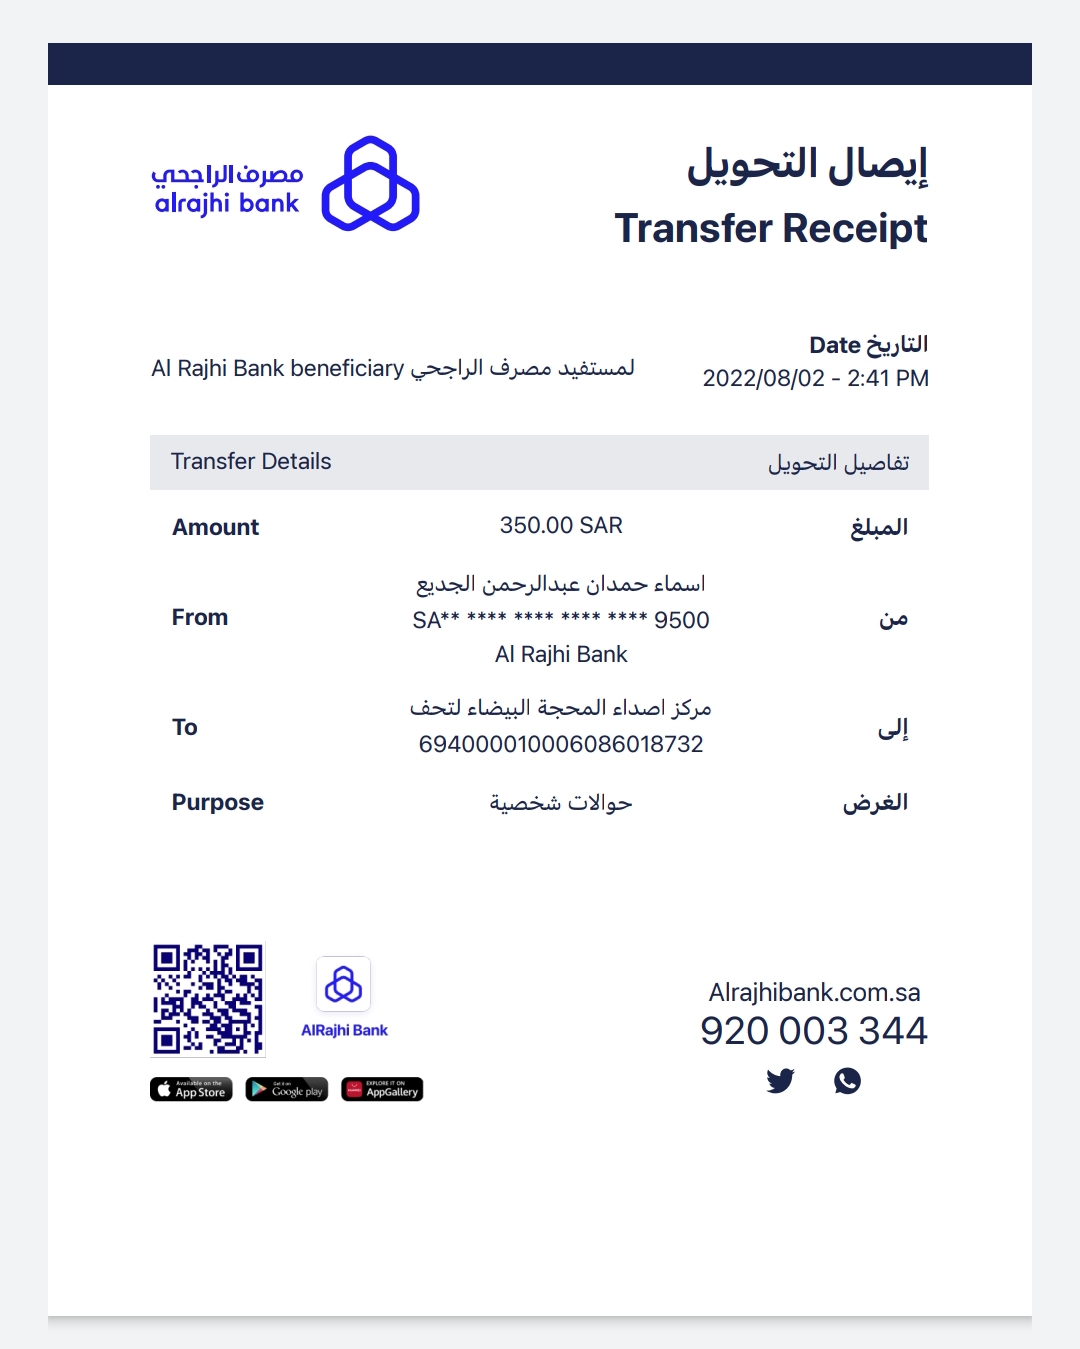 مصرف الراجحي
alrajhi bank
إيصال التحويل
Transfer Receipt
التاريخ Date
2022/08/02 - 2:41 PM
Al Rajhi Bank beneficiary لمستفيد مصرف الراجحي
Transfer Details تفاصيل التحويل
Amount 350.00 SAR المبلغ
اسماء حمدان عبدالرحمن الجديع
From SA** **** **** **** **** 9500 من
Al Rajhi Bank
مركز اصداء المحجة البيضاء لتحف
To 694000010006086018732 إلى
Purpose حوالات شخصية الغرض
AlRajhi Bank
Available on the App Store
Get it on Google play
EXPLORE IT ON AppGallery
Alrajhibank.com.sa
920 003 344